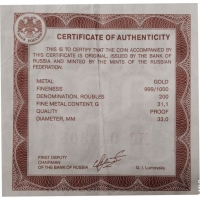 CERTIFICATE OF AUTHENTICITY
THIS IS TO CERTIFY THAT THE COIN ACCOMPANIED BY
THIS CERTIFICATE IS ORIGINAL, ISSUED BY THE BANK OF
RUSSIA AND MINTED BY THE MINTS OF THE RUSSIAN
FEDERATION.
METAL GOLD
FINENESS 999/1000
DENOMINATION, ROUBLES 200
FINE METAL CONTENT, G 31,1
QUALITY PROOF
DIAMETER, MM 33,0
FIRST DEPUTY
CHAIRMAN
OF THE BANK OF RUSSIA G. I. Luntovsky